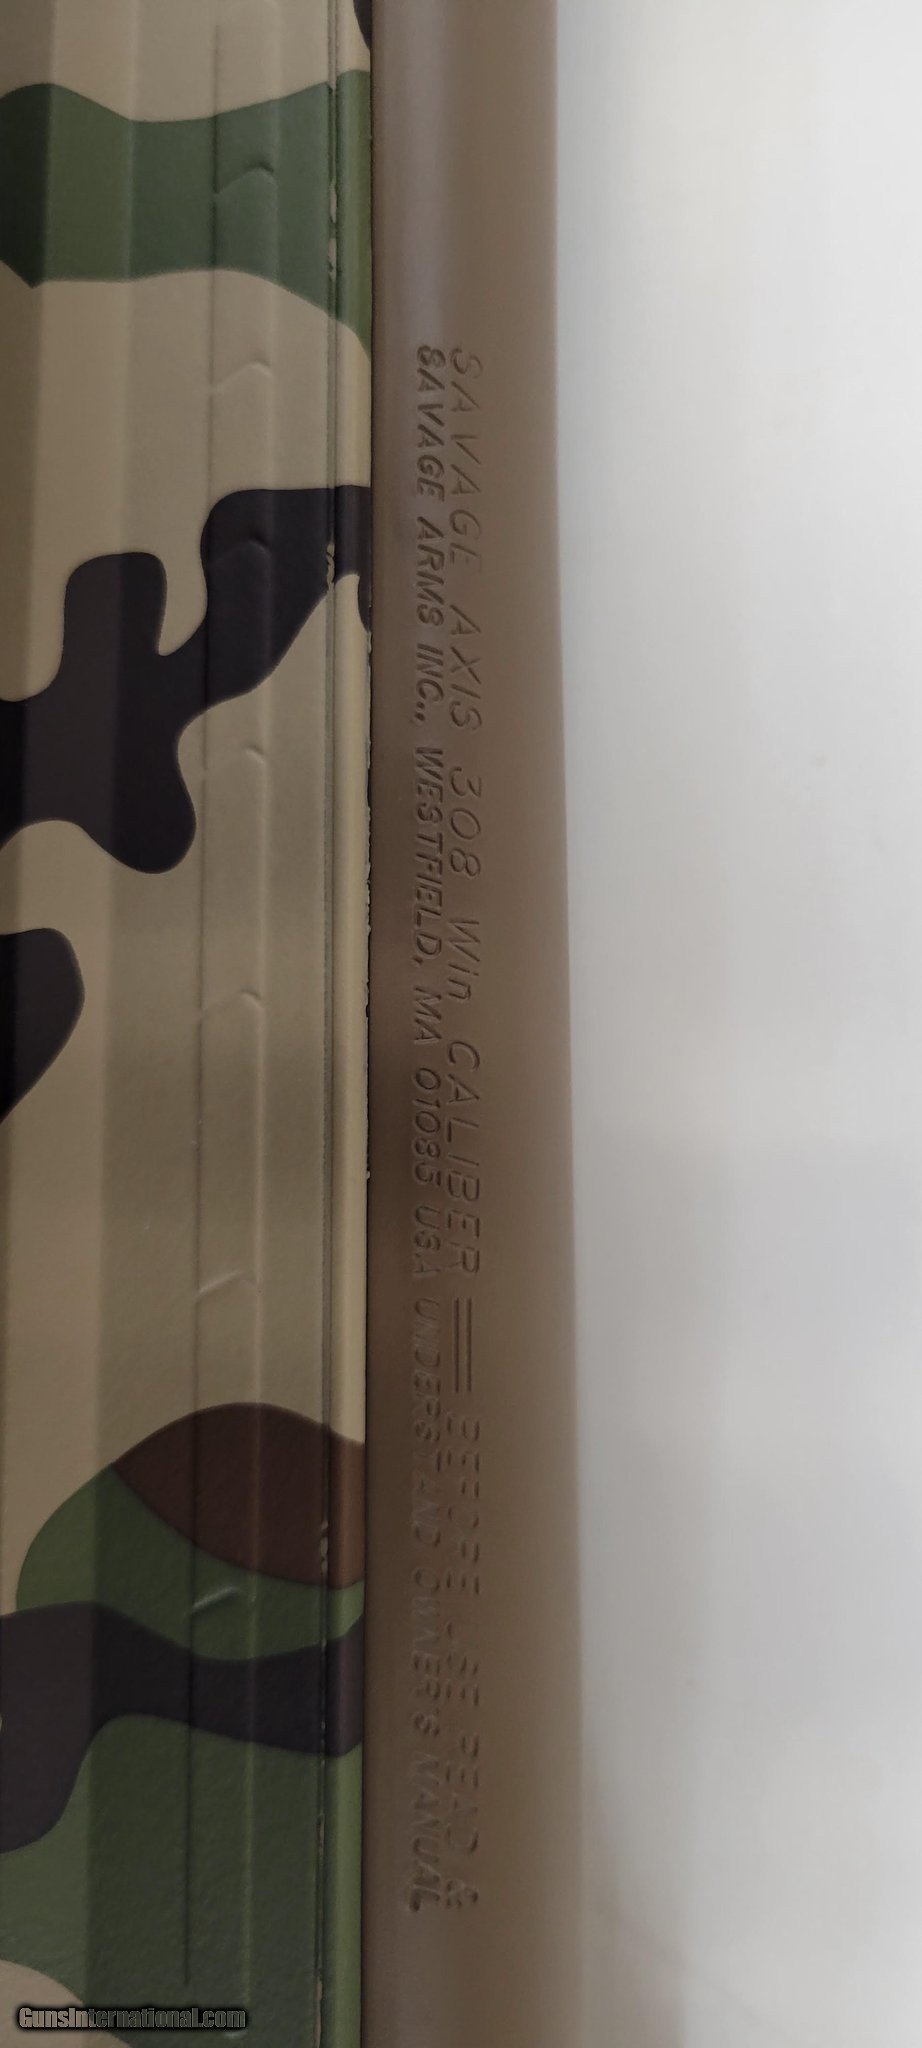 SAVAGE AXIS 308 Win CALIBER == BEFORE USE READ &
SAVAGE ARMS INC., WESTFIELD, MA 01085 USA UNDERSTAND OWNER'S MANUAL
GunsInternational.com